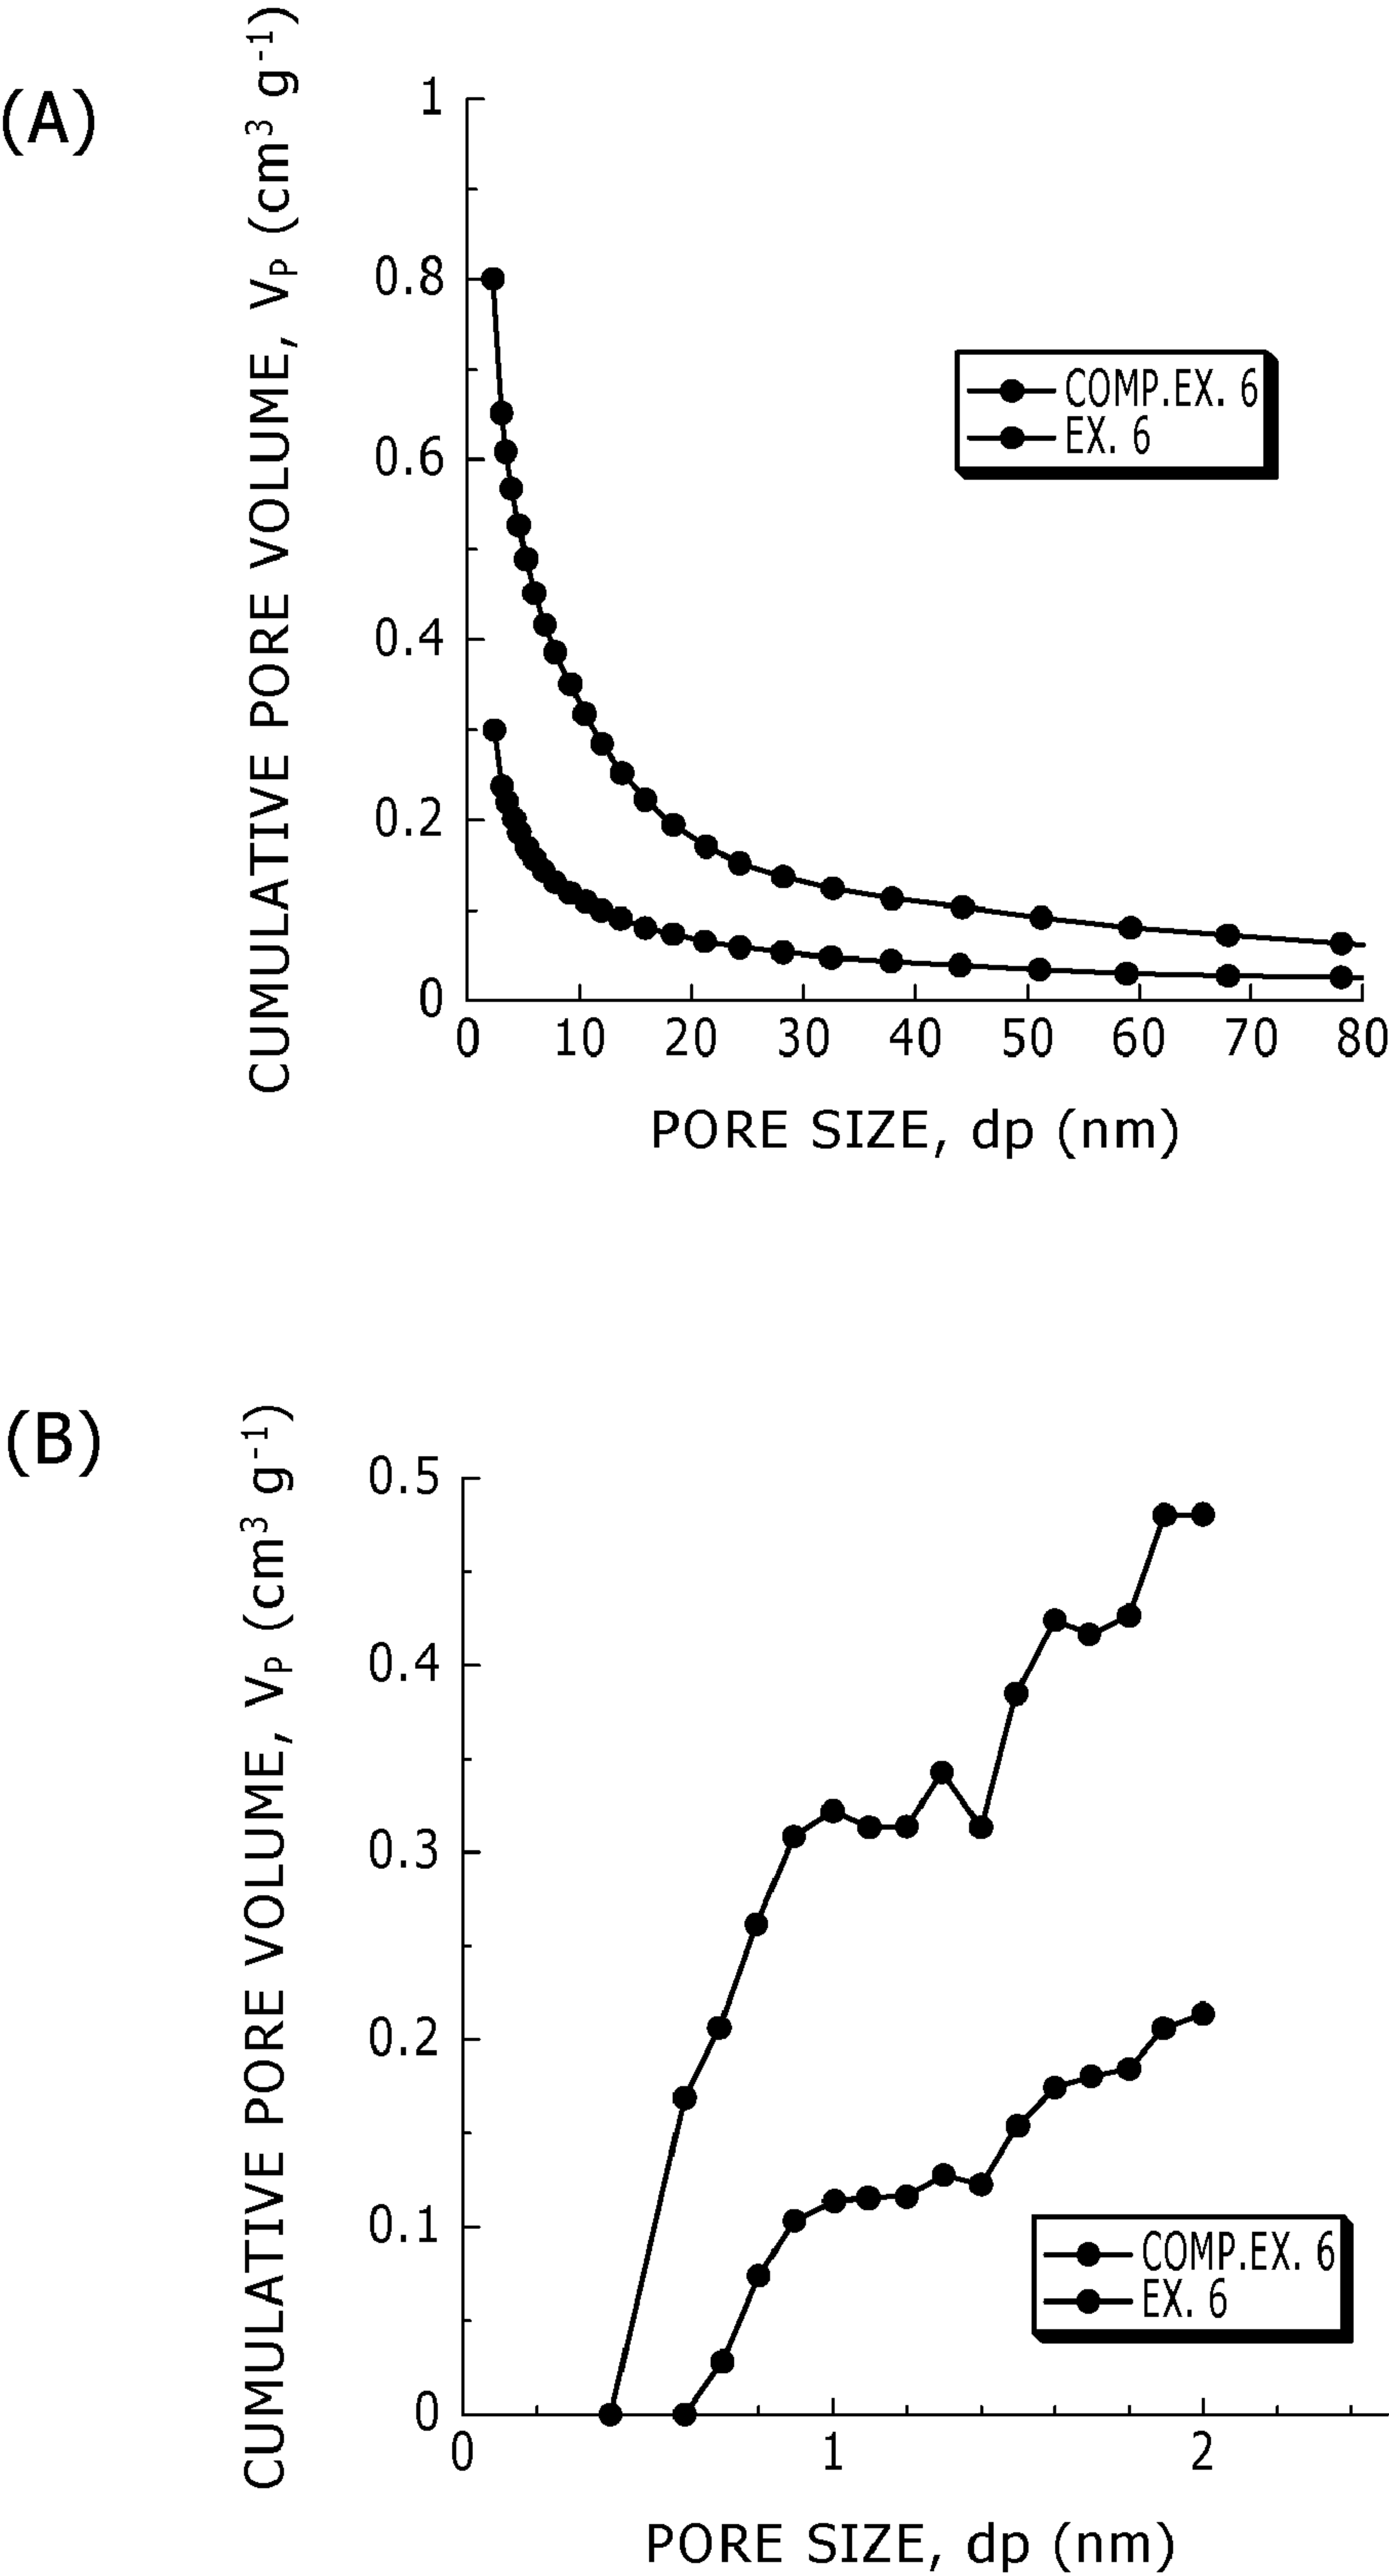 (A)
CUMULATIVE PORE VOLUME, VP (cm3 g-1)
1
0.8
0.6
0.4
0.2
0
0 10 20 30 40 50 60 70 80
COMP.EX. 6
EX. 6
PORE SIZE, dp (nm)
(B)
CUMULATIVE PORE VOLUME, VP (cm3 g-1)
0.5
0.4
0.3
0.2
0.1
0
0 1 2
COMP.EX. 6
EX. 6
PORE SIZE, dp (nm)